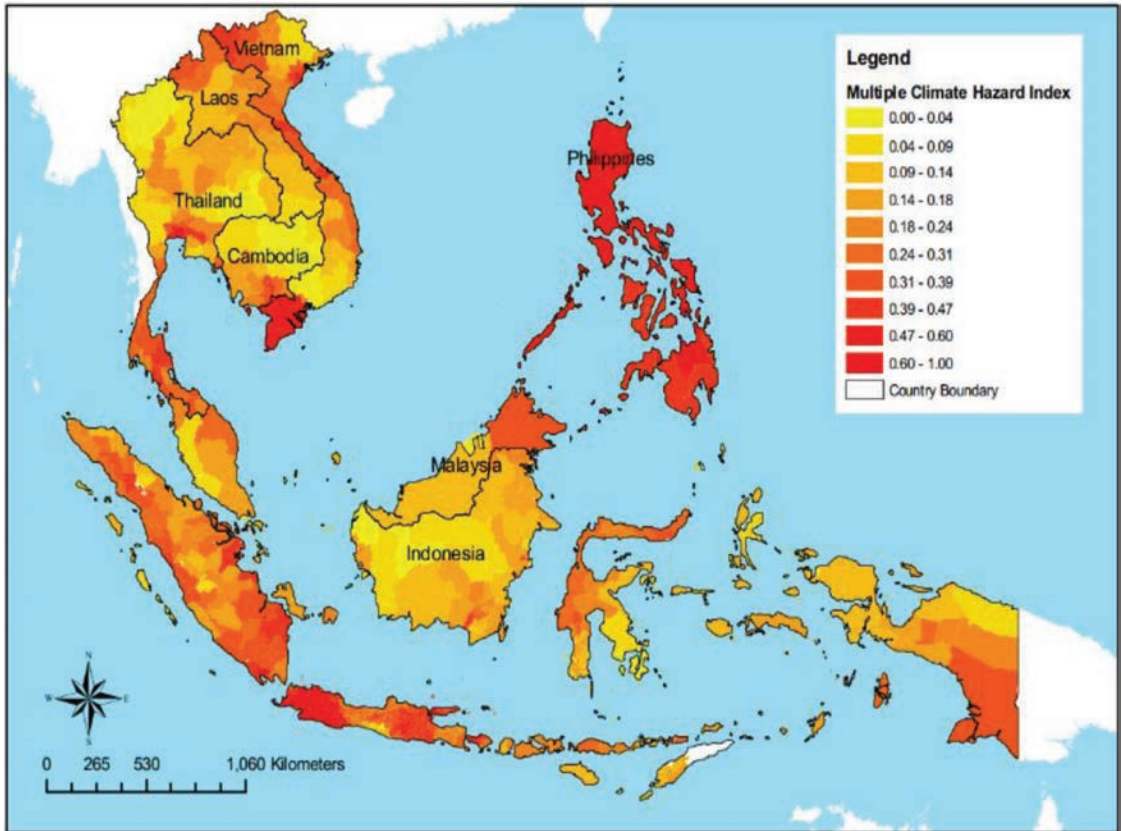 Vietnam
Laos
Thailand
Cambodia
Philippines
Malaysia
Indonesia
Legend
Multiple Climate Hazard Index
0.00 - 0.04
0.04 - 0.09
0.09 - 0.14
0.14 - 0.18
0.18 - 0.24
0.24 - 0.31
0.31 - 0.39
0.39 - 0.47
0.47 - 0.60
0.60 - 1.00
Country Boundary
N
W E
S
0 265 530 1,060 Kilometers